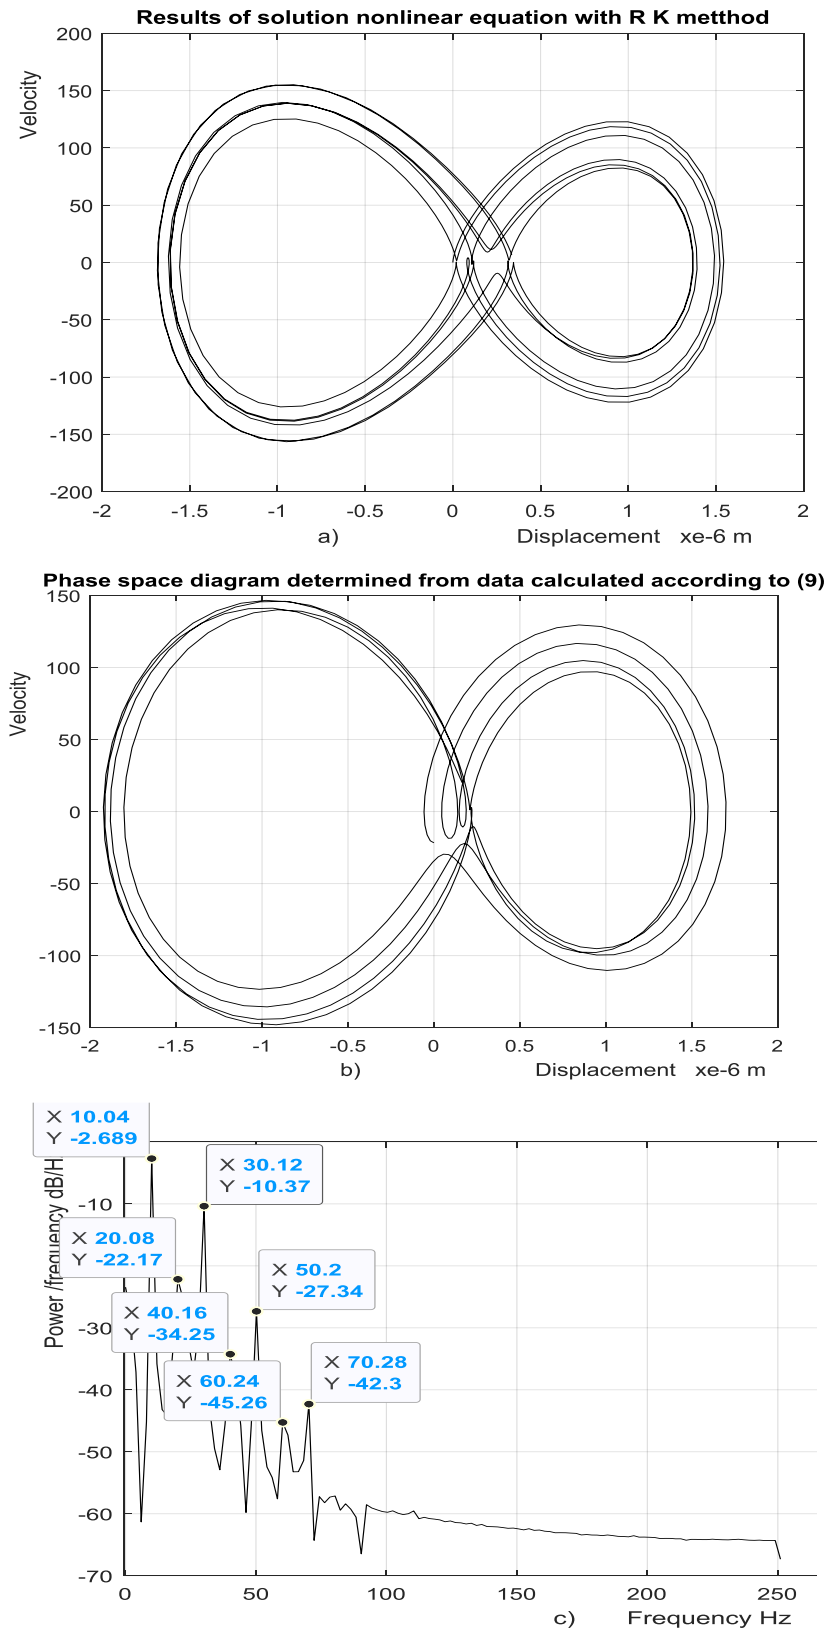 Results of solution nonlinear equation with R K metthod
200
150
100
50
0
-50
-100
-150
-200
Velocity
-2 -1.5 -1 -0.5 0 0.5 1 1.5 2
a) Displacement xe-6 m
Phase space diagram determined from data calculated according to (9)
150
100
50
0
-50
-100
-150
Velocity
-2 -1.5 -1 -0.5 0 0.5 1 1.5 2
b) Displacement xe-6 m
X 10.04
Y -2.689
X 30.12
Y -10.37
X 20.08
Y -22.17
X 50.2
Y -27.34
X 40.16
Y -34.25
X 70.28
Y -42.3
X 60.24
Y -45.26
Power /frequency dB/H
-10
-30
-40
-50
-60
-70
0 50 100 150 200 250
c) Frequency Hz